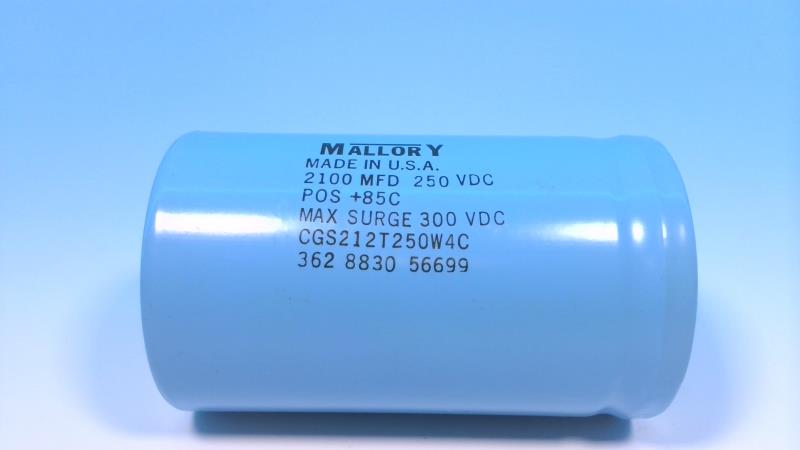 MALLORY
MADE IN U.S.A.
2100 MFD 250 VDC
POS +85C
MAX SURGE 300 VDC
CGS212T250W4C
362 8830 56699